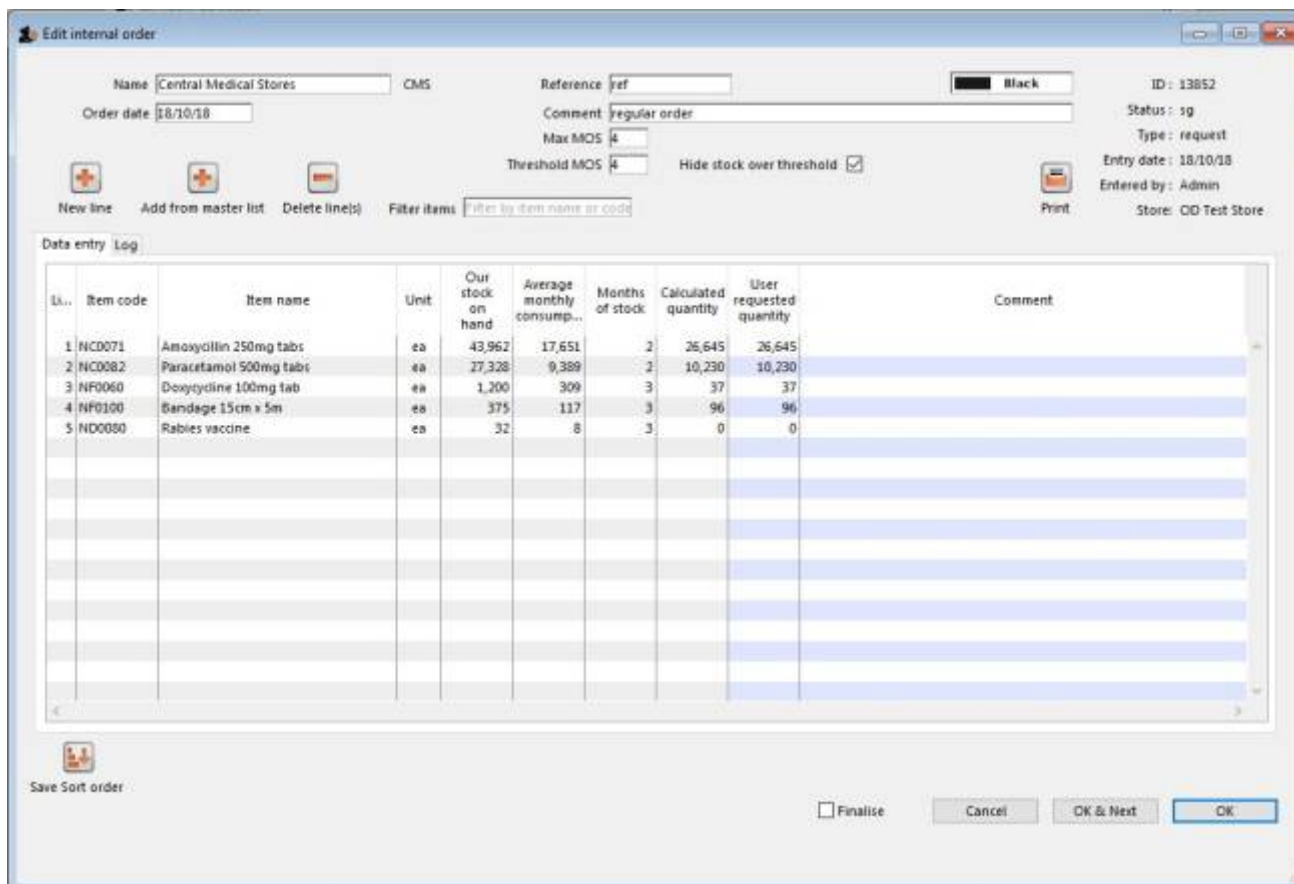 Edit internal order
Name Central Medical Stores CMS Reference ref Black ID : 13852
Order date 18/10/18 Comment regular order Status : sg
Max MOS 4 Type : request
Threshold MOS 4 Hide stock over threshold Entry date : 18/10/18
Entered by : Admin
New line Add from master list Delete line(s) Filter items Filter by item name or code Print Store: OD Test Store
Data entry Log
Li... Item code Item name Unit Our stock on hand Average monthly consump... Months of stock Calculated quantity User requested quantity Comment
1 NC0071 Amoxycillin 250mg tabs ea 43,962 17,651 2 26,645 26,645
2 NC0082 Paracetamol 500mg tabs ea 27,328 9,389 2 10,230 10,230
3 NF0060 Doxycycline 100mg tab ea 1,200 309 3 37 37
4 NF0100 Bandage 15cm x 5m ea 375 117 3 96 96
5 ND0080 Rabies vaccine ea 32 8 3 0 0
Save Sort order
Finalise Cancel OK & Next OK